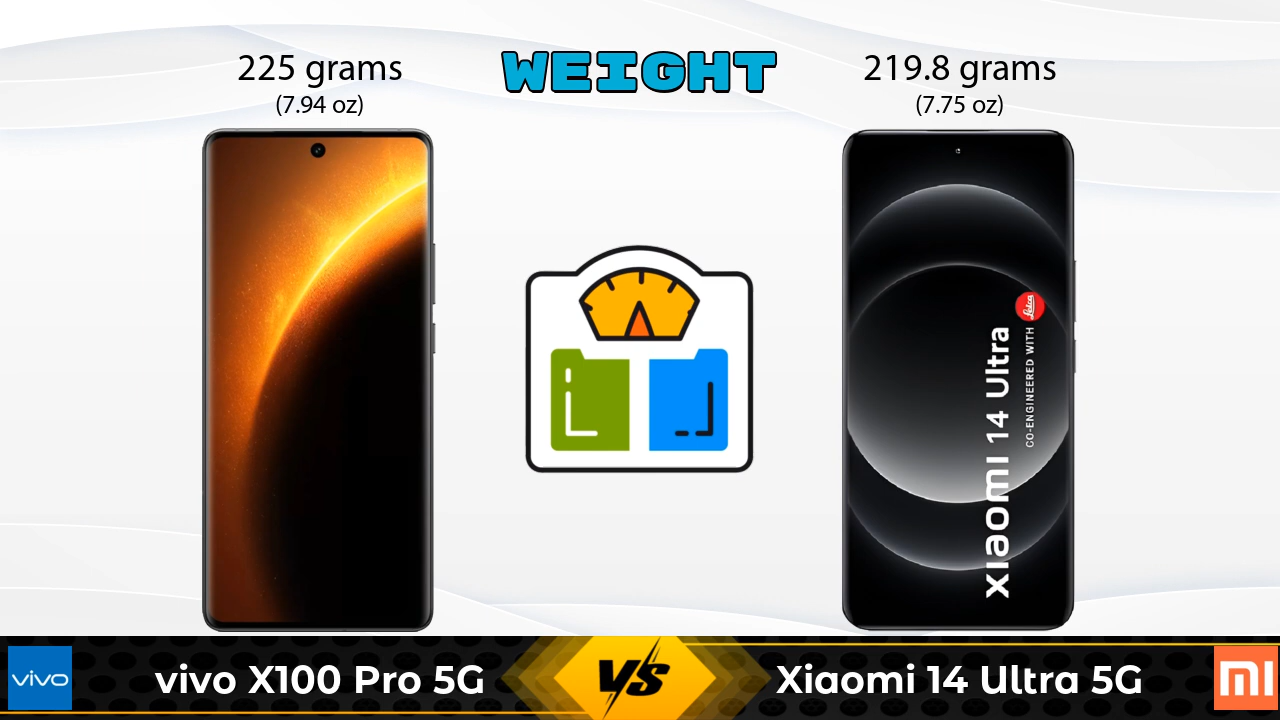 WEIGHT
225 grams
(7.94 oz)
219.8 grams
(7.75 oz)
Xiaomi 14 Ultra
CO-ENGINEERED WITH Leica
vivo
vivo X100 Pro 5G
VS
Xiaomi 14 Ultra 5G
MI